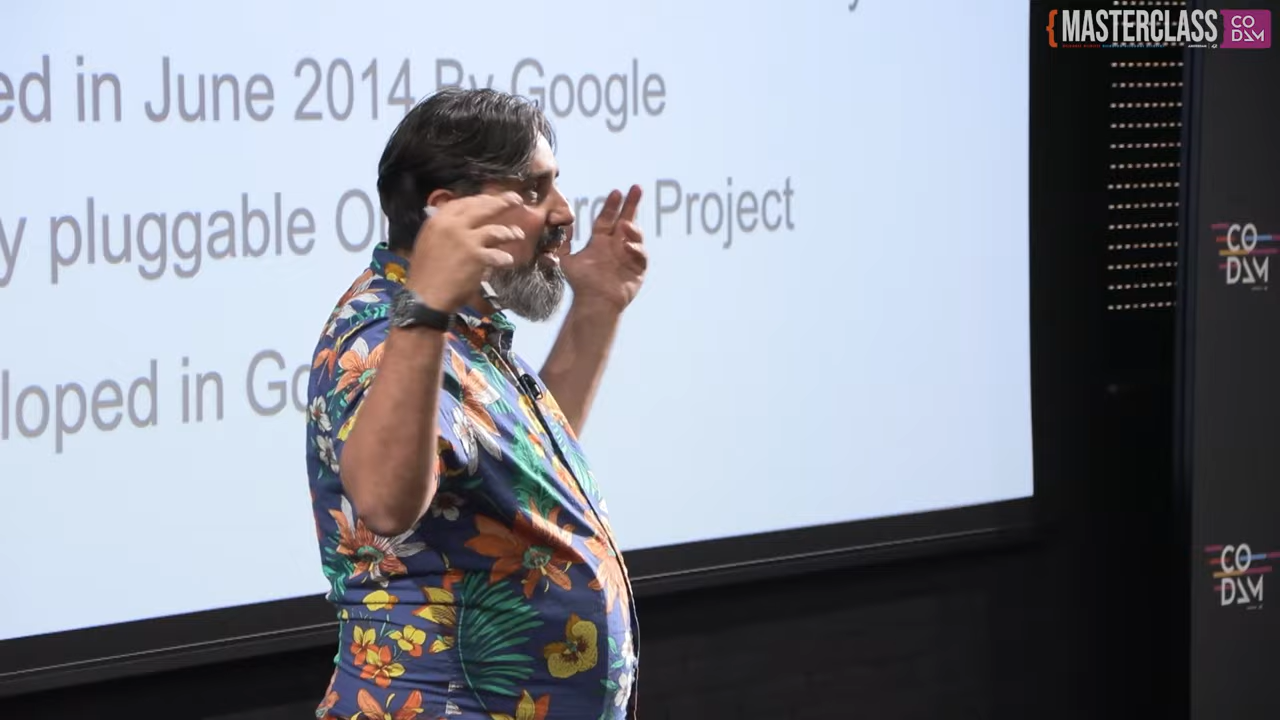 {MASTERCLASS
CO
DAM
ed in June 2014 By Google
y pluggable Project
loped in Go
CO
DAM
CO
DAM